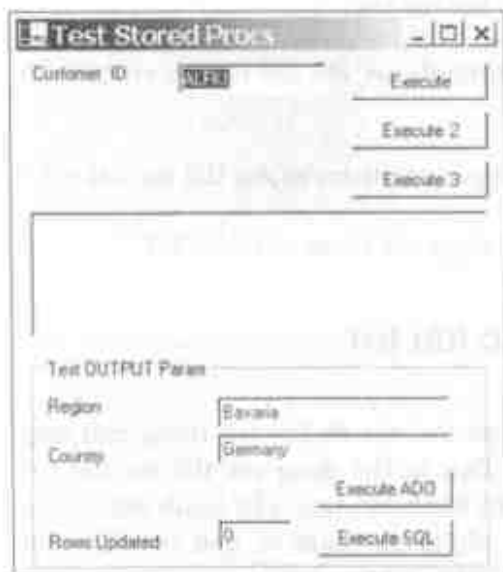 Test Stored Procs
Customer ID ALFKI Execute
Execute 2
Execute 3
Test OUTPUT Param
Region Bavaria
Country Germany
Execute ADO
Rows Updated 0 Execute SQL